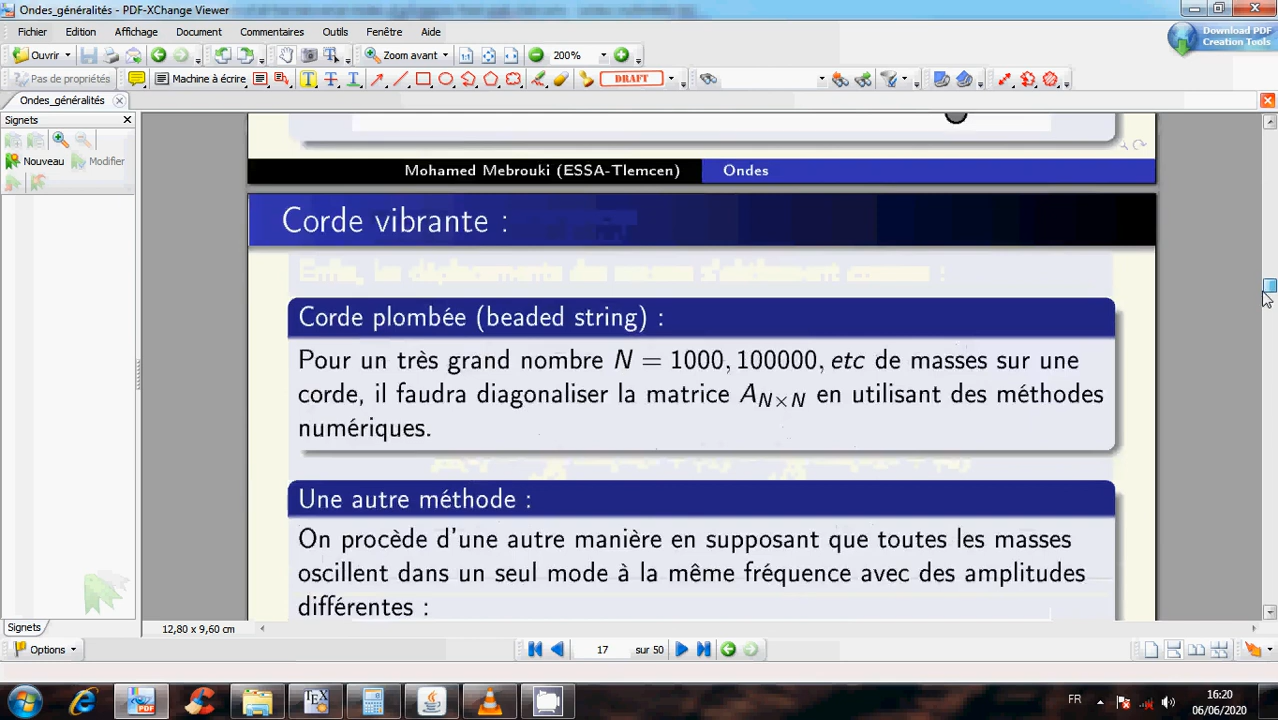 Ondes_généralités - PDF-XChange Viewer
Fichier Edition Affichage Document Commentaires Outils Fenêtre Aide
Download PDF
Creation Tools
Ouvrir Zoom avant 200%
Pas de propriétés Machine à écrire DRAFT
Ondes_généralités
Signets
Nouveau Modifier
Mohamed Mebrouki (ESSA-Tlemcen) Ondes
Corde vibrante :
Corde plombée (beaded string) :
Pour un très grand nombre N = 1000, 100000, etc de masses sur une
corde, il faudra diagonaliser la matrice A_{N×N} en utilisant des méthodes
numériques.
Une autre méthode :
On procède d'une autre manière en supposant que toutes les masses
oscillent dans un seul mode à la même fréquence avec des amplitudes
différentes :
Signets 12,80 x 9,60 cm
Options 17 sur 50
FR 16:20
06/06/2020